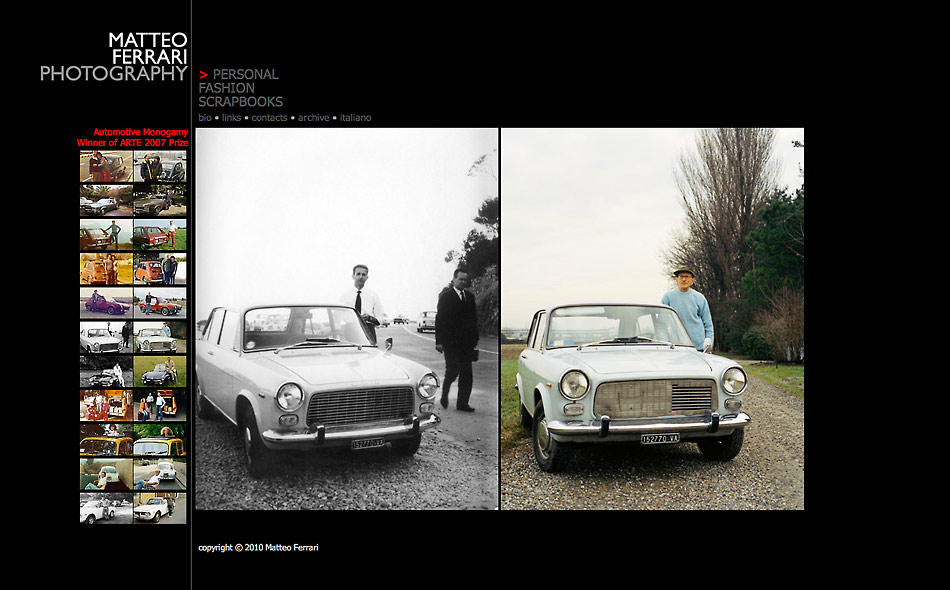 MATTEO
FERRARI
PHOTOGRAPHY
> PERSONAL
FASHION
SCRAPBOOKS
bio • links • contacts • archive • italiano
Automotive Monogamy
Winner of ARTE 2007 Prize
152770 VA
152770 VA
copyright © 2010 Matteo Ferrari